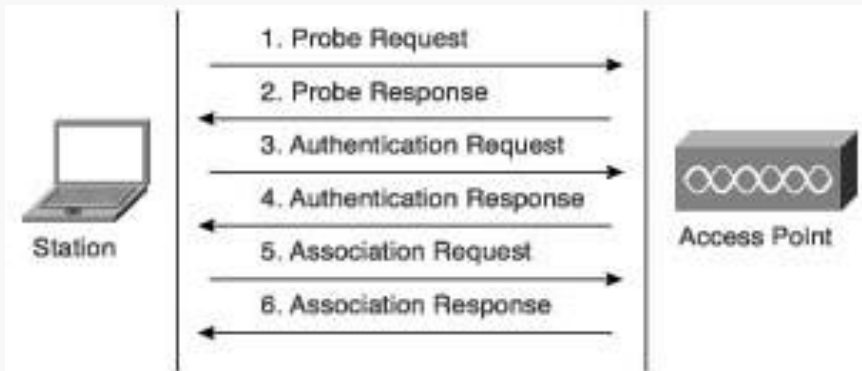 1. Probe Request
2. Probe Response
3. Authentication Request
4. Authentication Response
5. Association Request
6. Association Response
Station
Access Point